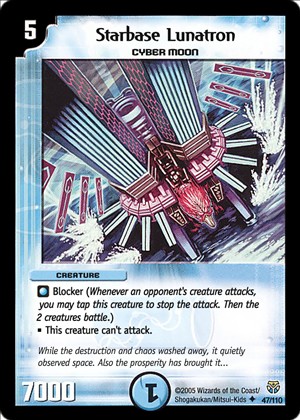 5
Starbase Lunatron
CYBER MOON
CREATURE
Blocker (Whenever an opponent's creature attacks,
you may tap this creature to stop the attack. Then the
2 creatures battle.)
• This creature can't attack.
While the destruction and chaos washed away, it quietly
observed space. Also the prosperity has brought it...
7000
1
©2005 Wizards of the Coast/
Shogakukan/Mitsui-Kids ♦ 47/110